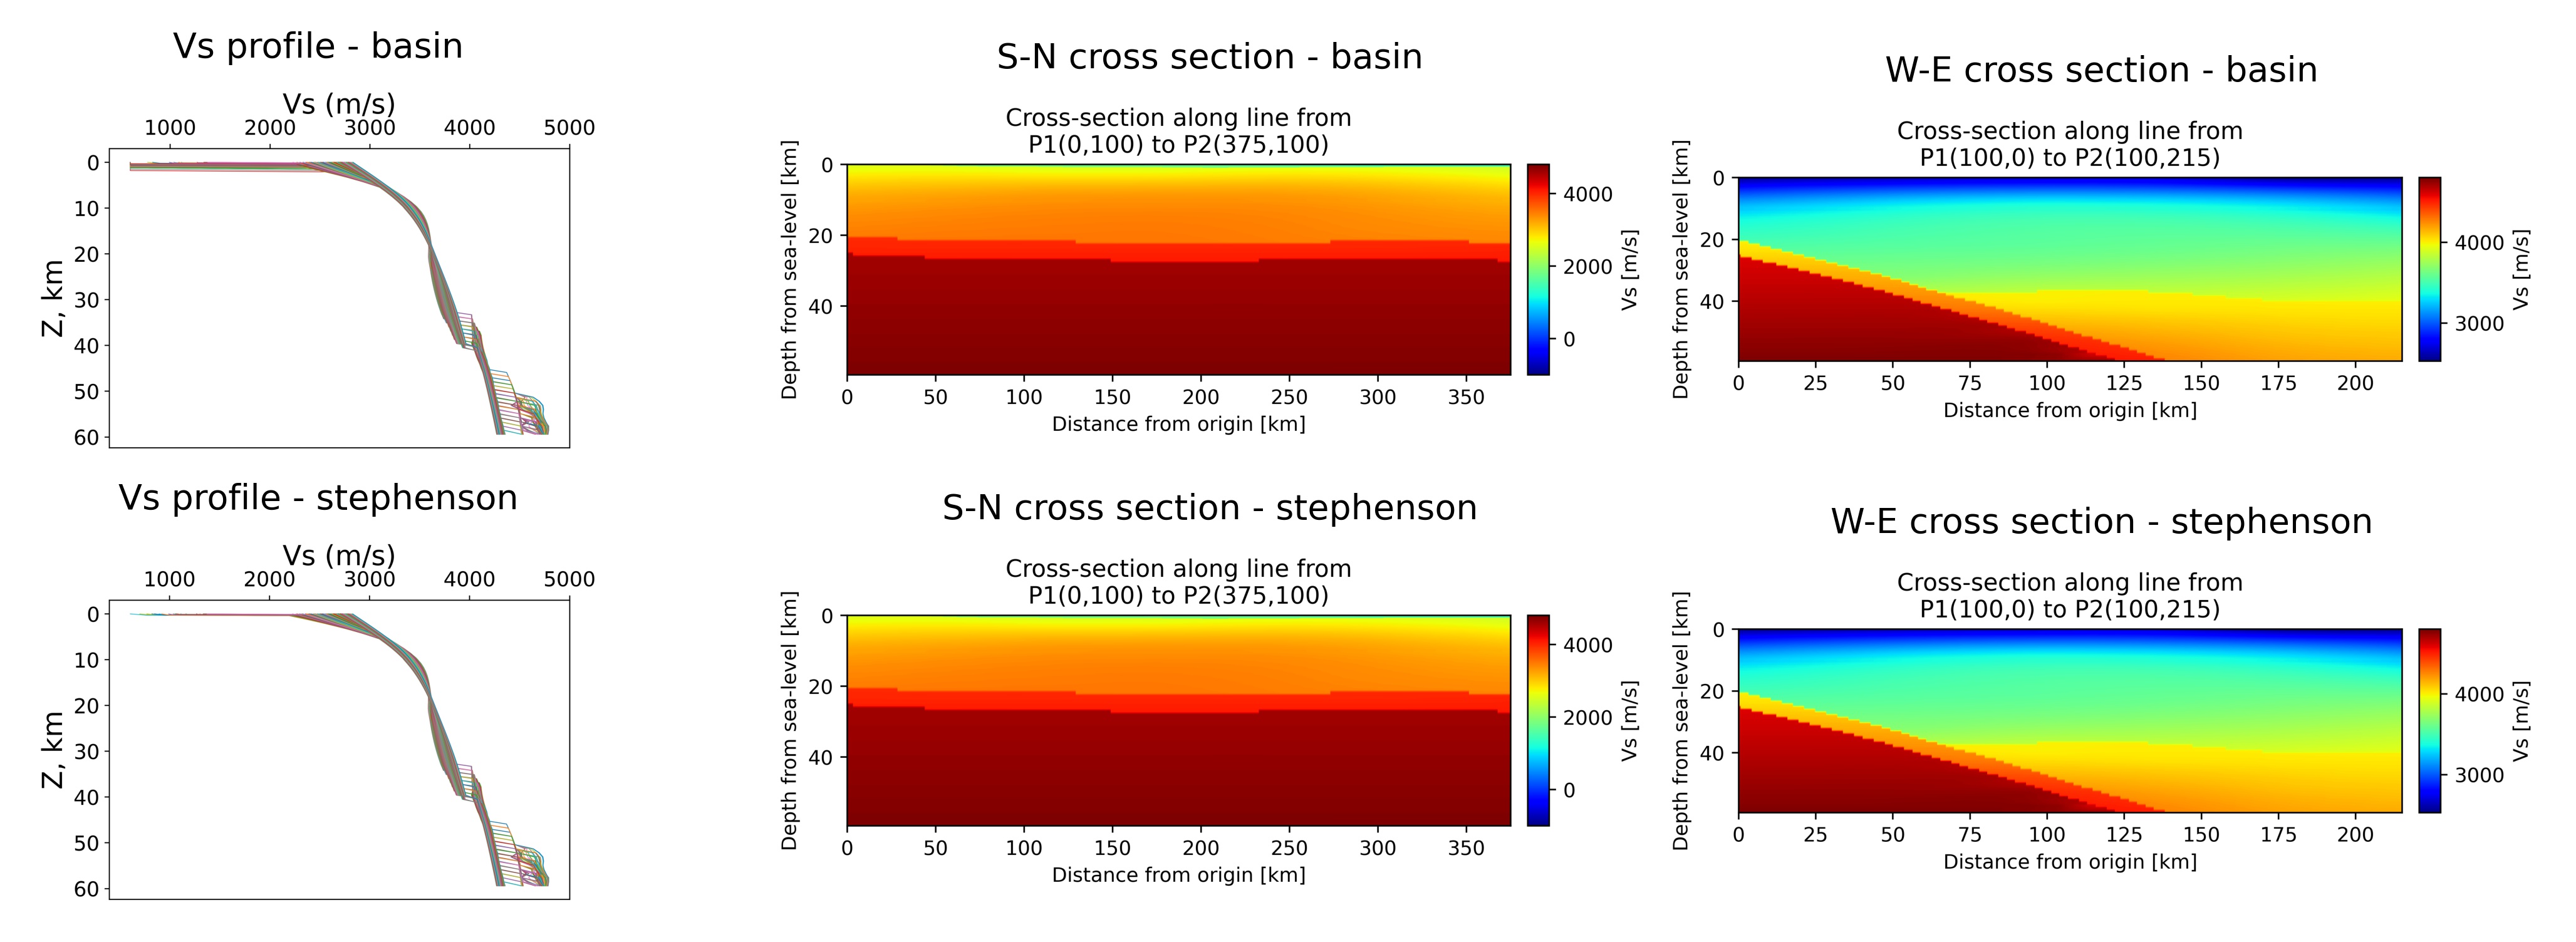 Vs profile - basin
Vs (m/s)
1000 2000 3000 4000 5000
0
10
20
30
40
50
60
Z, km
S-N cross section - basin
Cross-section along line from
P1(0,100) to P2(375,100)
Depth from sea-level [km]
0
20
40
0 50 100 150 200 250 300 350
Distance from origin [km]
4000
2000
0
Vs [m/s]
W-E cross section - basin
Cross-section along line from
P1(100,0) to P2(100,215)
Depth from sea-level [km]
0
20
40
0 25 50 75 100 125 150 175 200
Distance from origin [km]
4000
3000
Vs [m/s]
Vs profile - stephenson
Vs (m/s)
1000 2000 3000 4000 5000
0
10
20
30
40
50
60
Z, km
S-N cross section - stephenson
Cross-section along line from
P1(0,100) to P2(375,100)
Depth from sea-level [km]
0
20
40
0 50 100 150 200 250 300 350
Distance from origin [km]
4000
2000
0
Vs [m/s]
W-E cross section - stephenson
Cross-section along line from
P1(100,0) to P2(100,215)
Depth from sea-level [km]
0
20
40
0 25 50 75 100 125 150 175 200
Distance from origin [km]
4000
3000
Vs [m/s]